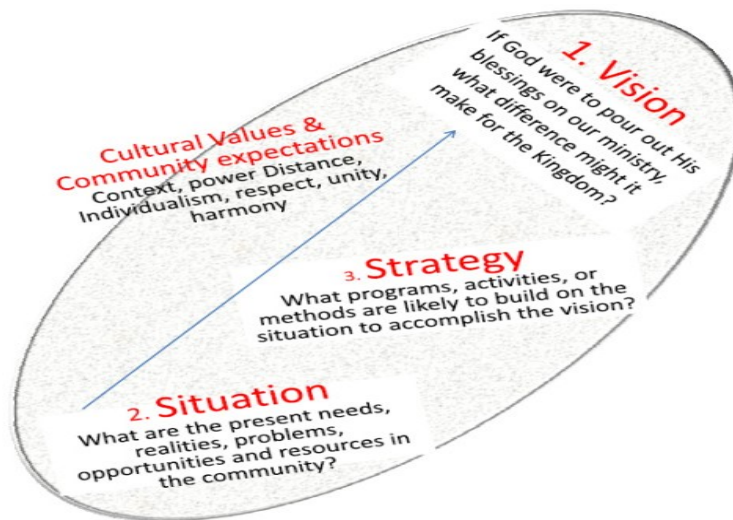 1. Vision
If God were to pour out His
blessings on our ministry,
what difference might it
make for the Kingdom?
Cultural Values &
Community expectations
Context, power Distance,
Individualism, respect, unity,
harmony
3. Strategy
What programs, activities, or
methods are likely to build on the
situation to accomplish the vision?
2. Situation
What are the present needs,
realities, problems,
opportunities and resources in
the community?